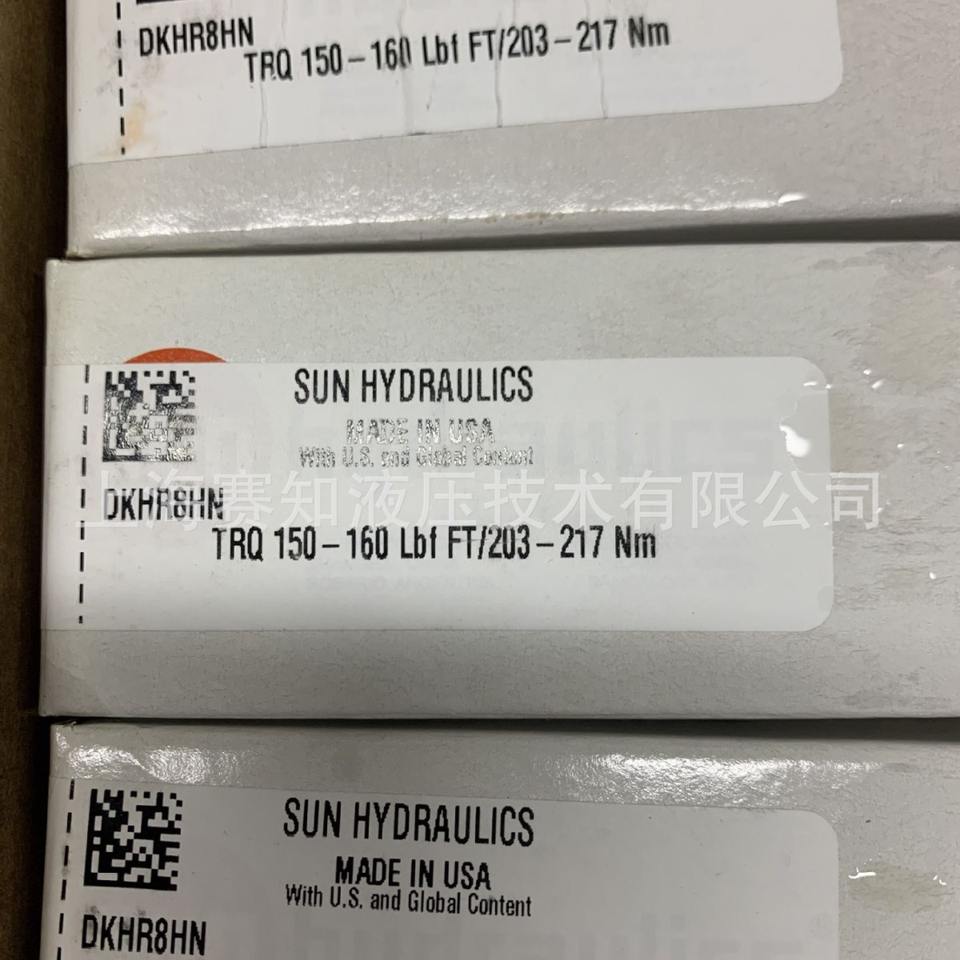 DKHR8HN
TRQ 150-160 Lbf FT/203-217 Nm
SUN HYDRAULICS
MADE IN USA
With U.S. and Global Content
上海赛知液压技术有限公司
DKHR8HN
TRQ 150-160 Lbf FT/203-217 Nm
SUN HYDRAULICS
MADE IN USA
With U.S. and Global Content
DKHR8HN